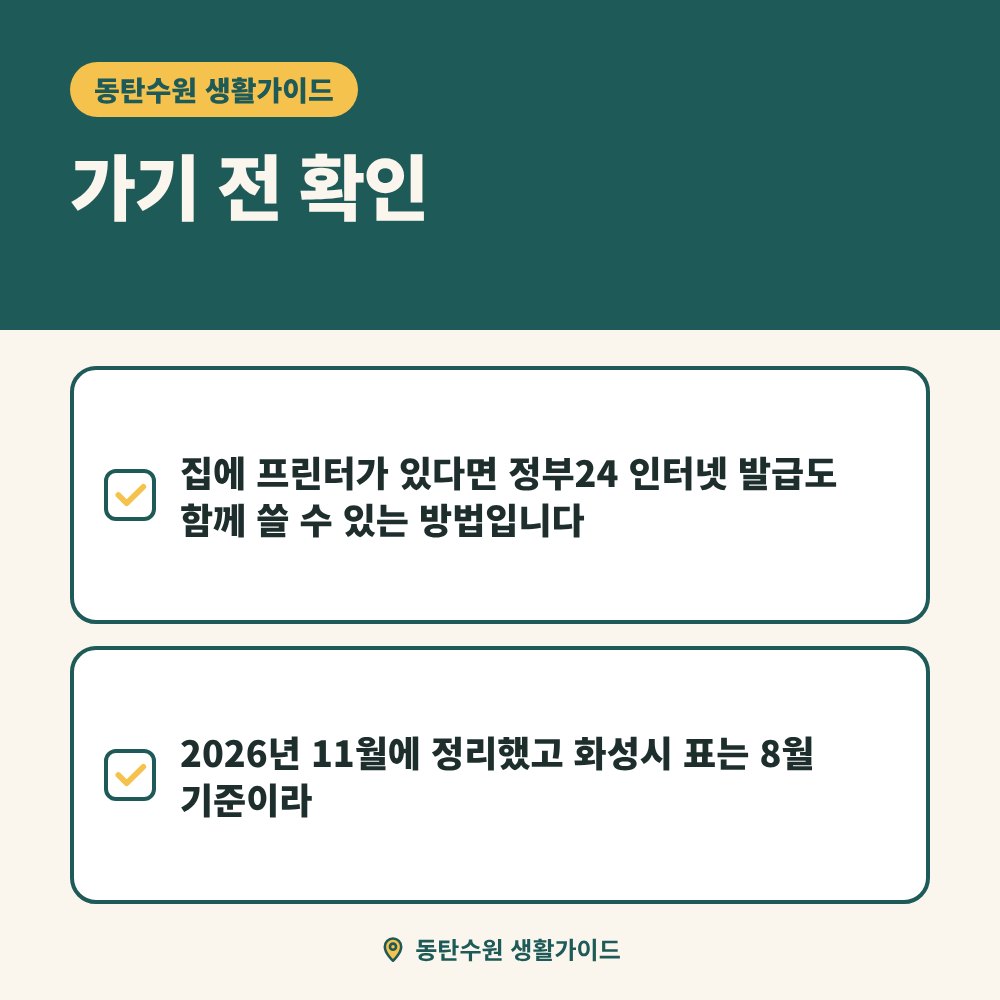 동탄수원 생활가이드
가기 전 확인
집에 프린터가 있다면 정부24 인터넷 발급도
함께 쓸 수 있는 방법입니다
2026년 11월에 정리했고 화성시 표는 8월
기준이라
동탄수원 생활가이드